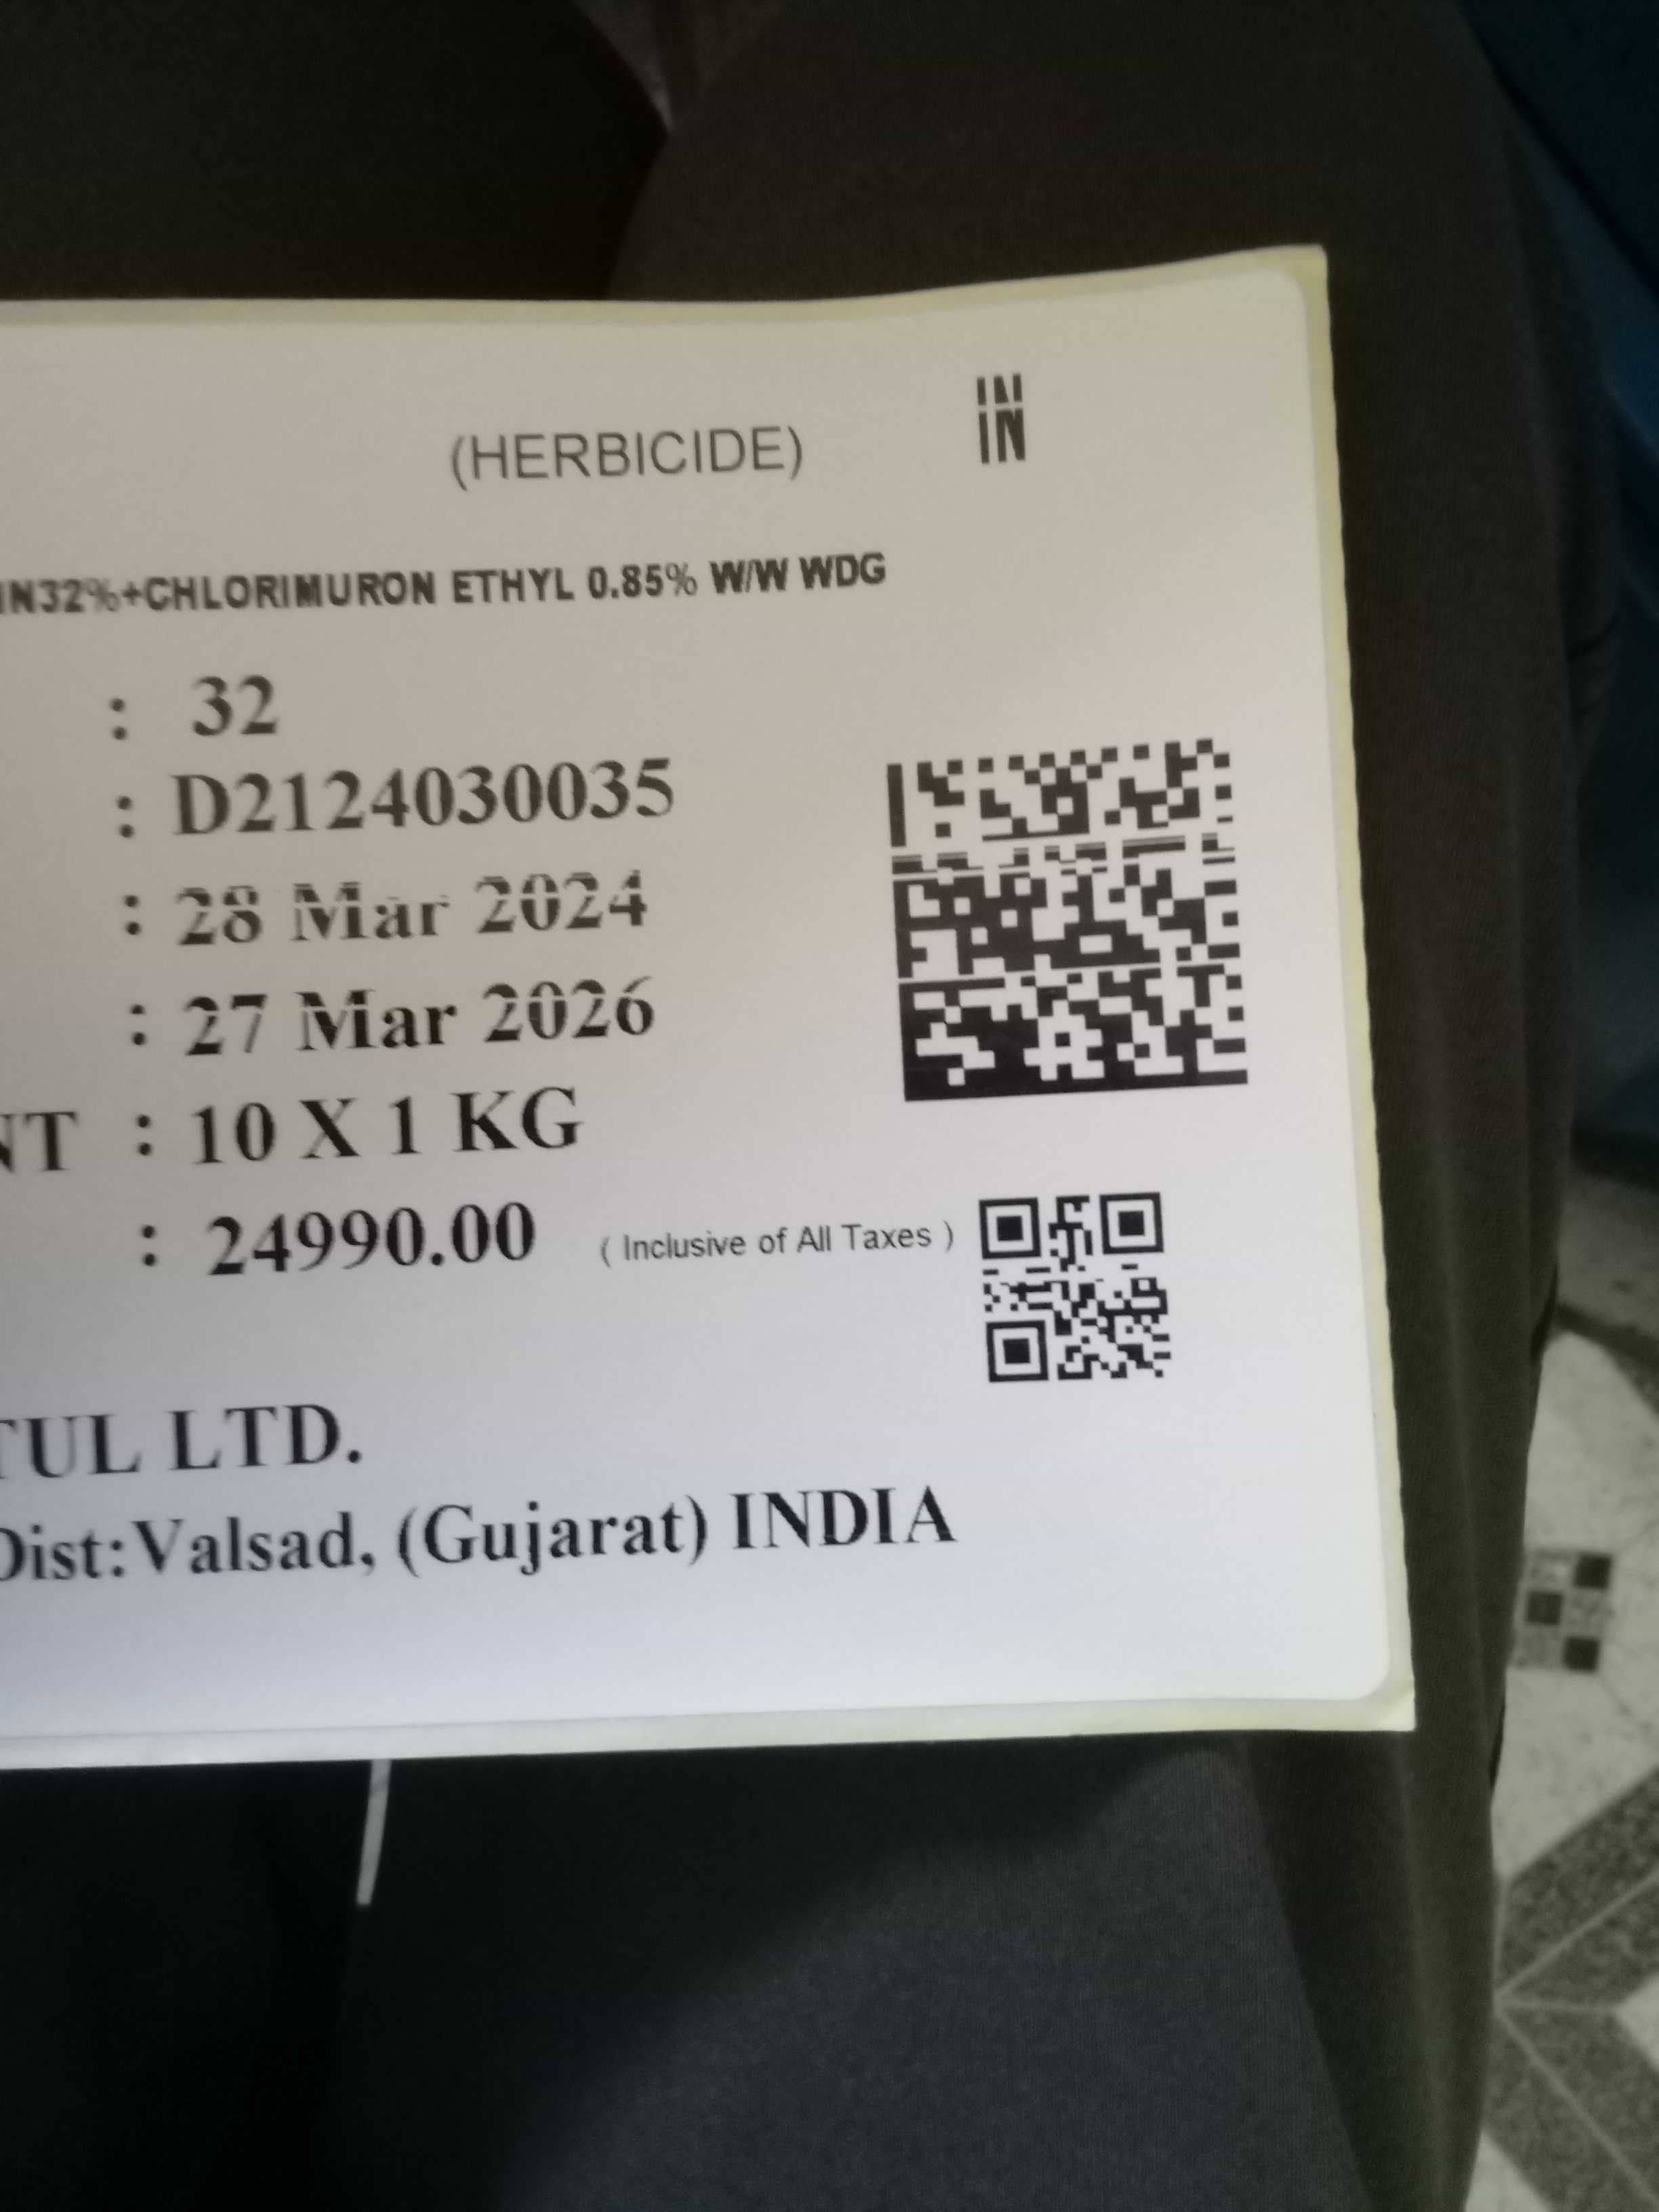 (HERBICIDE)
IN
IN32%+CHLORIMURON ETHYL 0.85% W/W WDG
: 32
: D2124030035
: 28 Mar 2024
: 27 Mar 2026
NT : 10 X 1 KG
: 24990.00 ( Inclusive of All Taxes )
TUL LTD.
Dist:Valsad, (Gujarat) INDIA